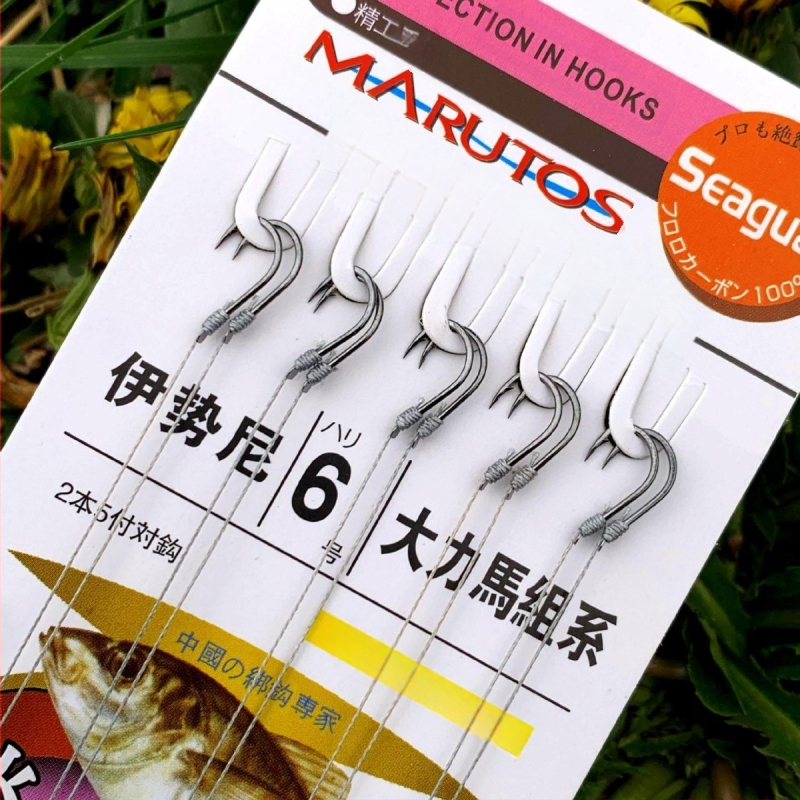 精工
ECTION IN HOOKS
MARUTOS
プロも絶
Seagua
フロロカーボン100%
伊勢尼
ハリ
6
号
大力馬組系
2本5付対鈎
中國の綁鈎專家